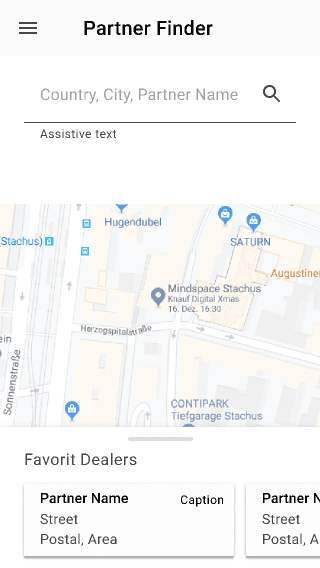 Partner Finder
Country, City, Partner Name
Assistive text
Hugendubel
SATURN
(Stachus)
Augustiner
Mindspace Stachus
Knauf Digital Xmas
16. Dez. 16:30
Herzogspitalstraße
ein
Sonnenstraße
CONTIPARK
Tiefgarage Stachus
Favorit Dealers
Partner Name
Caption
Street
Postal, Area
Partner N
Street
Postal, A